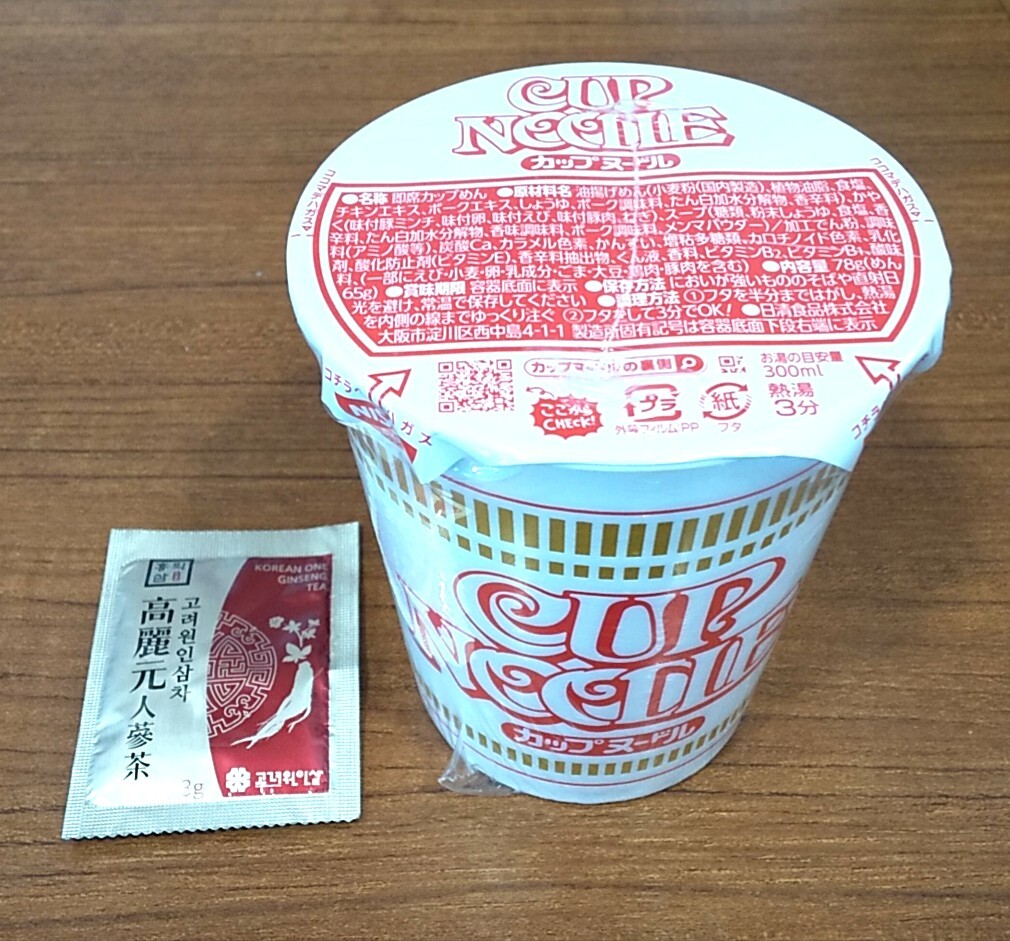 CUP
NOODLE
カップヌードル
●名称 即席カップめん ●原材料名 油揚げめん(小麦粉(国内製造)、植物油脂、食塩、
チキンエキス、ポークエキス、しょうゆ、ポーク調味料、たん白加水分解物、香辛料)、かや
く(味付豚ミンチ、味付卵、味付えび、味付豚肉、ねぎ)、スープ(糖類、粉末しょうゆ、食塩、香
辛料、たん白加水分解物、香味調味料、ポーク調味料、メンマパウダー)/加工でん粉、調味
料(アミノ酸等)、炭酸Ca、カラメル色素、かんすい、増粘多糖類、カロチノイド色素、乳化
剤、酸化防止剤(ビタミンE)、香辛料抽出物、くん液、香料、ビタミンB2、ビタミンB1、酸味
料、(一部にえび・小麦・卵・乳成分・ごま・大豆・鶏肉・豚肉を含む) ●内容量 78g(めん
65g) ●賞味期限 容器底面に表示 ●保存方法 においが強いもののそばや直射日
光を避け、常温で保存してください ●調理方法 ①フタを半分まではがし、熱湯
を内側の線までゆっくり注ぐ ②フタをして3分でOK! ●日清食品株式会社
大阪市淀川区西中島4-1-1 製造所固有記号は容器底面下段右端に表示
カップヌードルの裏側
お湯の目安量
300ml
ここから
CHECK!
プラ
外装フィルムPP
紙
フタ
熱湯
3分
コチラ
コチラ
CUP
NOODLE
カップヌードル
KOREAN ONE
GINSENG
TEA
고려원인삼차
高麗元人蔘茶
3g
고려원인삼